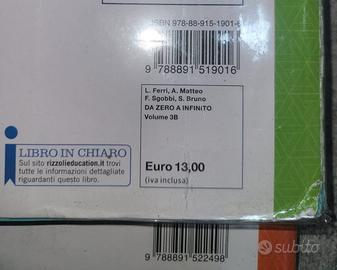 ISBN 978-88-915-1901-6
9 788891 519016
L. Ferri, A. Matteo
F. Sgobbi, S. Bruno
DA ZERO A INFINITO
Volume 3B
Euro 13,00
(iva inclusa)
i
LIBRO IN CHIARO
Sul sito rizzolieducation.it trovi
tutte le informazioni dettagliate
riguardanti questo libro.
9 788891 522498
subito